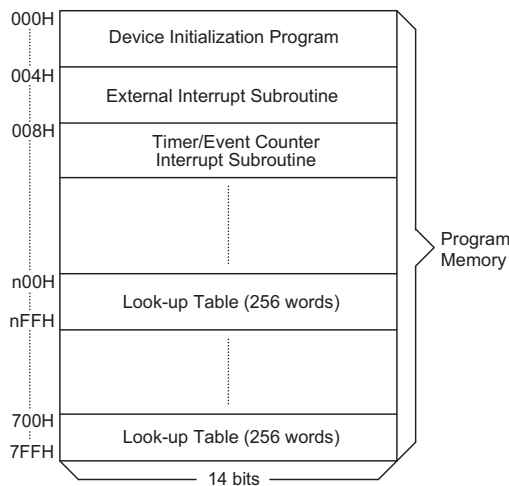 000H
Device Initialization Program
004H
External Interrupt Subroutine
008H
Timer/Event Counter
Interrupt Subroutine
Program
Memory
n00H
Look-up Table (256 words)
nFFH
700H
Look-up Table (256 words)
7FFH
14 bits